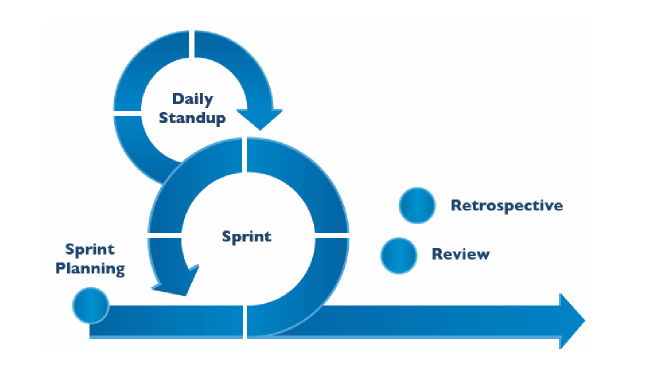 Daily
Standup
Sprint
Retrospective
Review
Sprint
Planning